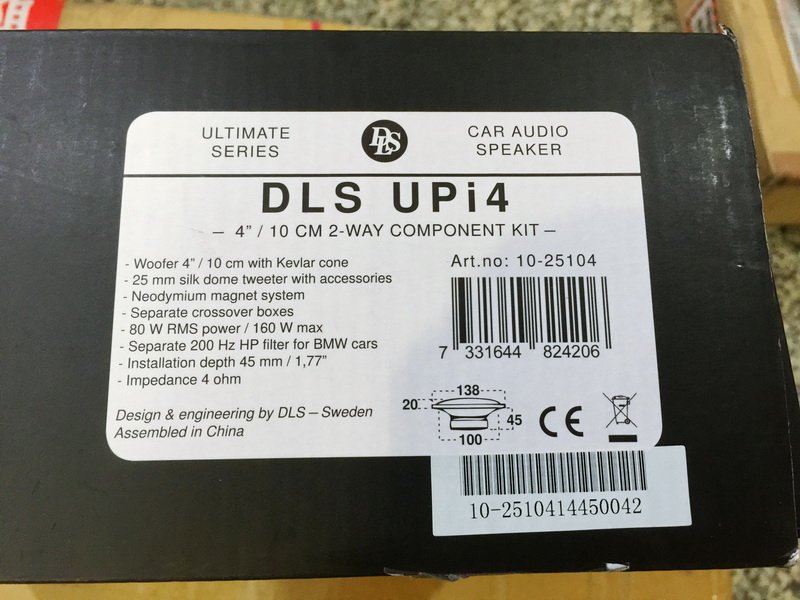 ULTIMATE
SERIES
DLS
CAR AUDIO
SPEAKER
DLS UPi4
– 4” / 10 CM 2-WAY COMPONENT KIT –
- Woofer 4” / 10 cm with Kevlar cone
- 25 mm silk dome tweeter with accessories
- Neodymium magnet system
- Separate crossover boxes
- 80 W RMS power / 160 W max
- Separate 200 Hz HP filter for BMW cars
- Installation depth 45 mm / 1,77”
- Impedance 4 ohm
Design & engineering by DLS – Sweden
Assembled in China
Art.no: 10-25104
7 331644 824206
138
20
45
100
CE
10-2510414450042